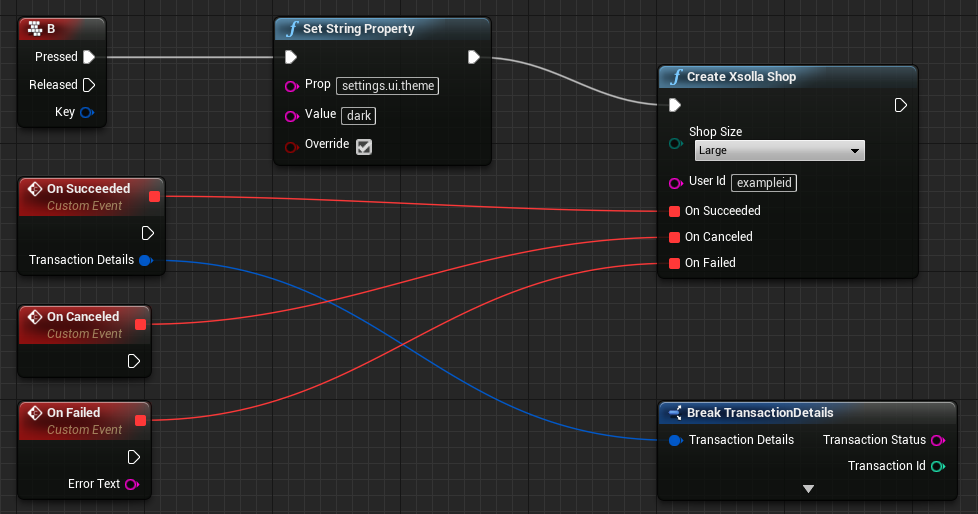 B
Pressed
Released
Key
Set String Property
Prop settings.ui.theme
Value dark
Override
Create Xsolla Shop
Shop Size
Large
User Id exampleid
On Succeeded
On Canceled
On Failed
On Succeeded
Custom Event
Transaction Details
On Canceled
Custom Event
On Failed
Custom Event
Error Text
Break TransactionDetails
Transaction Details Transaction Status
Transaction Id